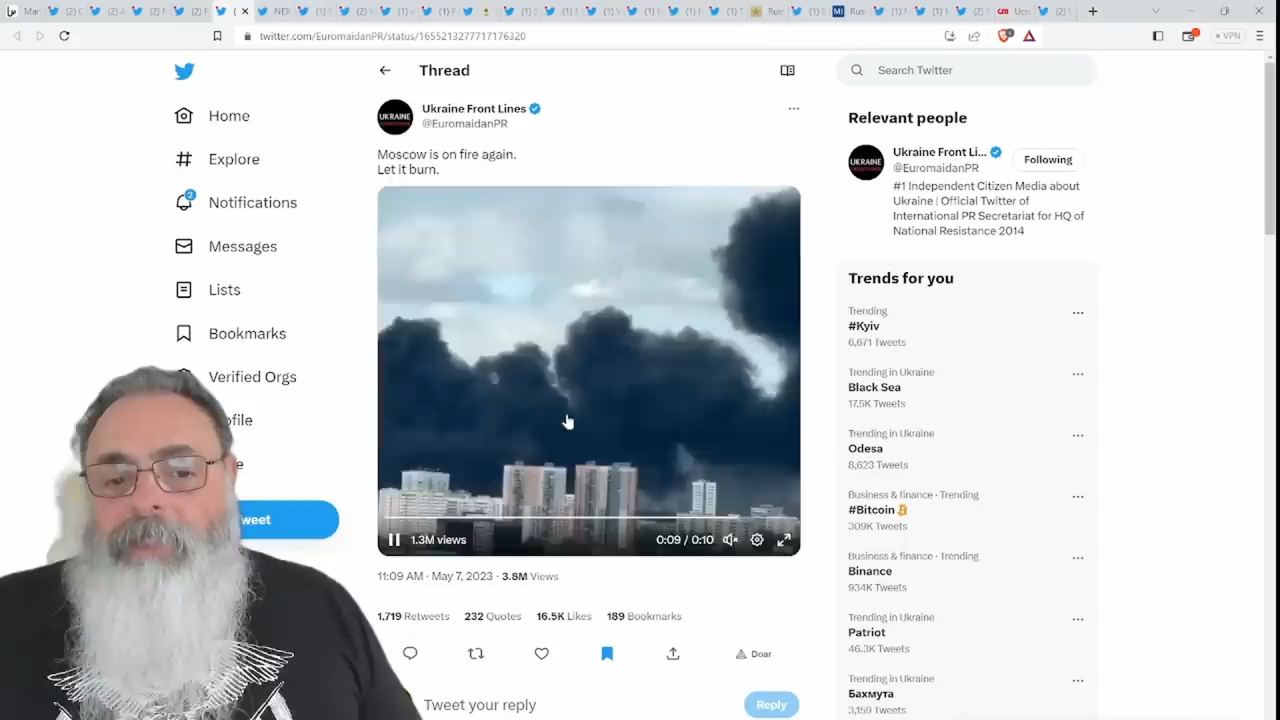 twitter.com/EuromaidanPR/status/1655213277717176320
VPN
Home
Explore
2
Notifications
Messages
Lists
Bookmarks
Verified Orgs
Thread
UKRAINE
Ukraine Front Lines
@EuromaidanPR
Moscow is on fire again.
Let it burn.
1.3M views
0:09 / 0:10
11:09 AM · May 7, 2023 · 3.8M Views
1,719 Retweets 232 Quotes 16.5K Likes 189 Bookmarks
Doar
Tweet your reply
Reply
Search Twitter
Relevant people
UKRAINE
Ukraine Front Li...
@EuromaidanPR
Following
#1 Independent Citizen Media about
Ukraine | Official Twitter of
International PR Secretariat for HQ of
National Resistance 2014
Trends for you
Trending
#Kyiv
6,671 Tweets
Trending in Ukraine
Black Sea
17.5K Tweets
Trending in Ukraine
Odesa
8,623 Tweets
Business & finance · Trending
#Bitcoin
309K Tweets
Business & finance · Trending
Binance
934K Tweets
Trending in Ukraine
Patriot
46.3K Tweets
Trending in Ukraine
Бахмута
3,159 Tweets